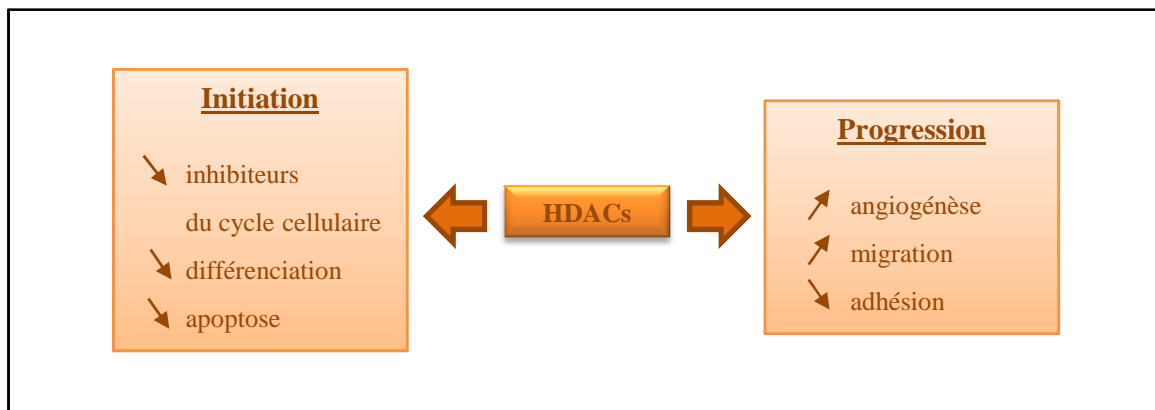 Initiation
inhibiteurs
du cycle cellulaire
différenciation
apoptose
HDACs
Progression
angiogénèse
migration
adhésion